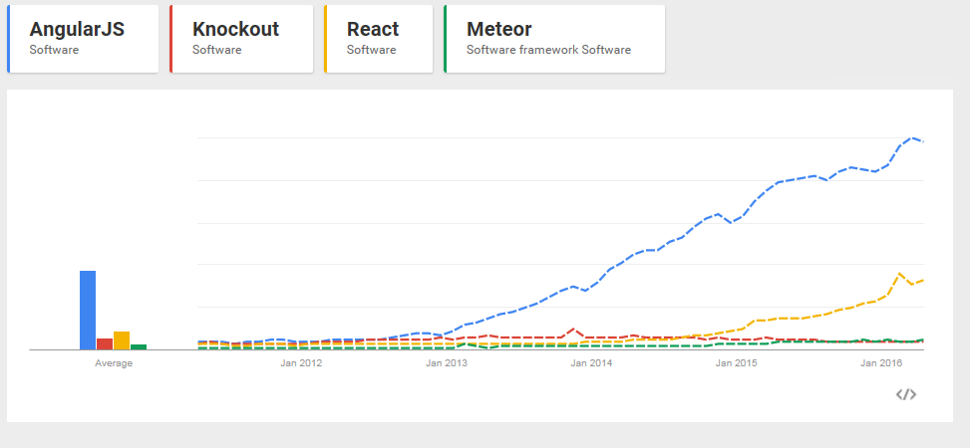 AngularJS
Software
Knockout
Software
React
Software
Meteor
Software framework Software
Average
Jan 2012
Jan 2013
Jan 2014
Jan 2015
Jan 2016
</>